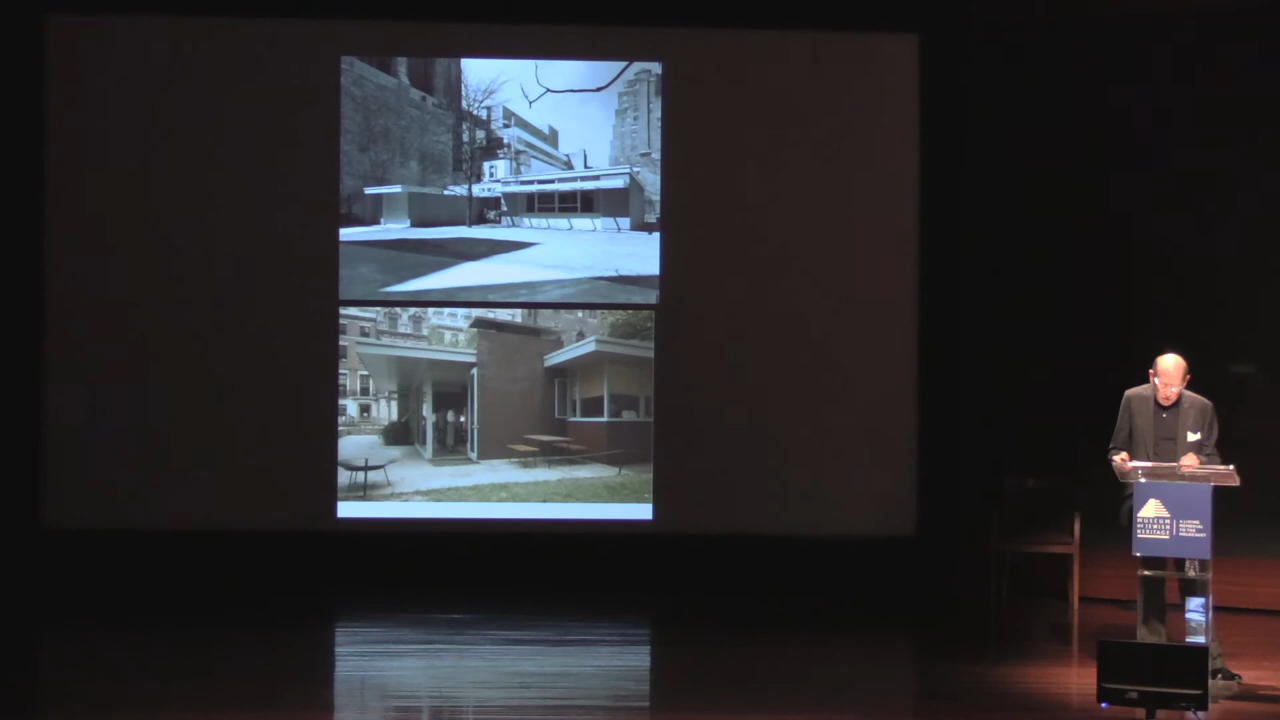 MUSEUM
OF JEWISH
HERITAGE
A LIVING
MEMORIAL
TO THE
HOLOCAUST